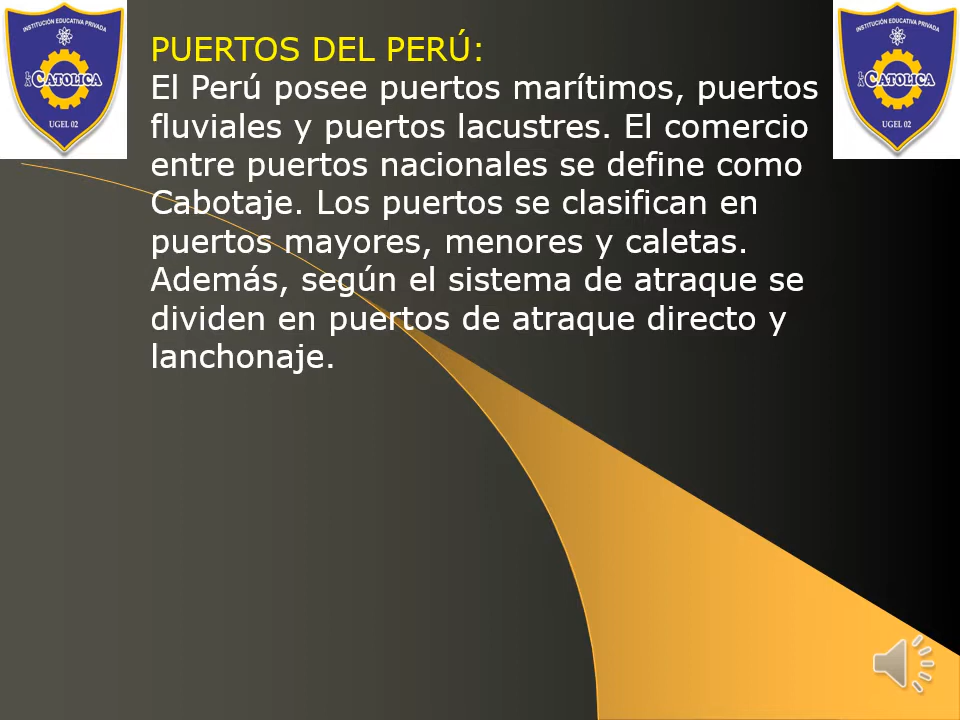 INSTITUCIÓN EDUCATIVA PRIVADA
CATOLICA
UGEL 02
INSTITUCIÓN EDUCATIVA PRIVADA
CATOLICA
UGEL 02
PUERTOS DEL PERÚ:
El Perú posee puertos marítimos, puertos
fluviales y puertos lacustres. El comercio
entre puertos nacionales se define como
Cabotaje. Los puertos se clasifican en
puertos mayores, menores y caletas.
Además, según el sistema de atraque se
dividen en puertos de atraque directo y
lanchonaje.